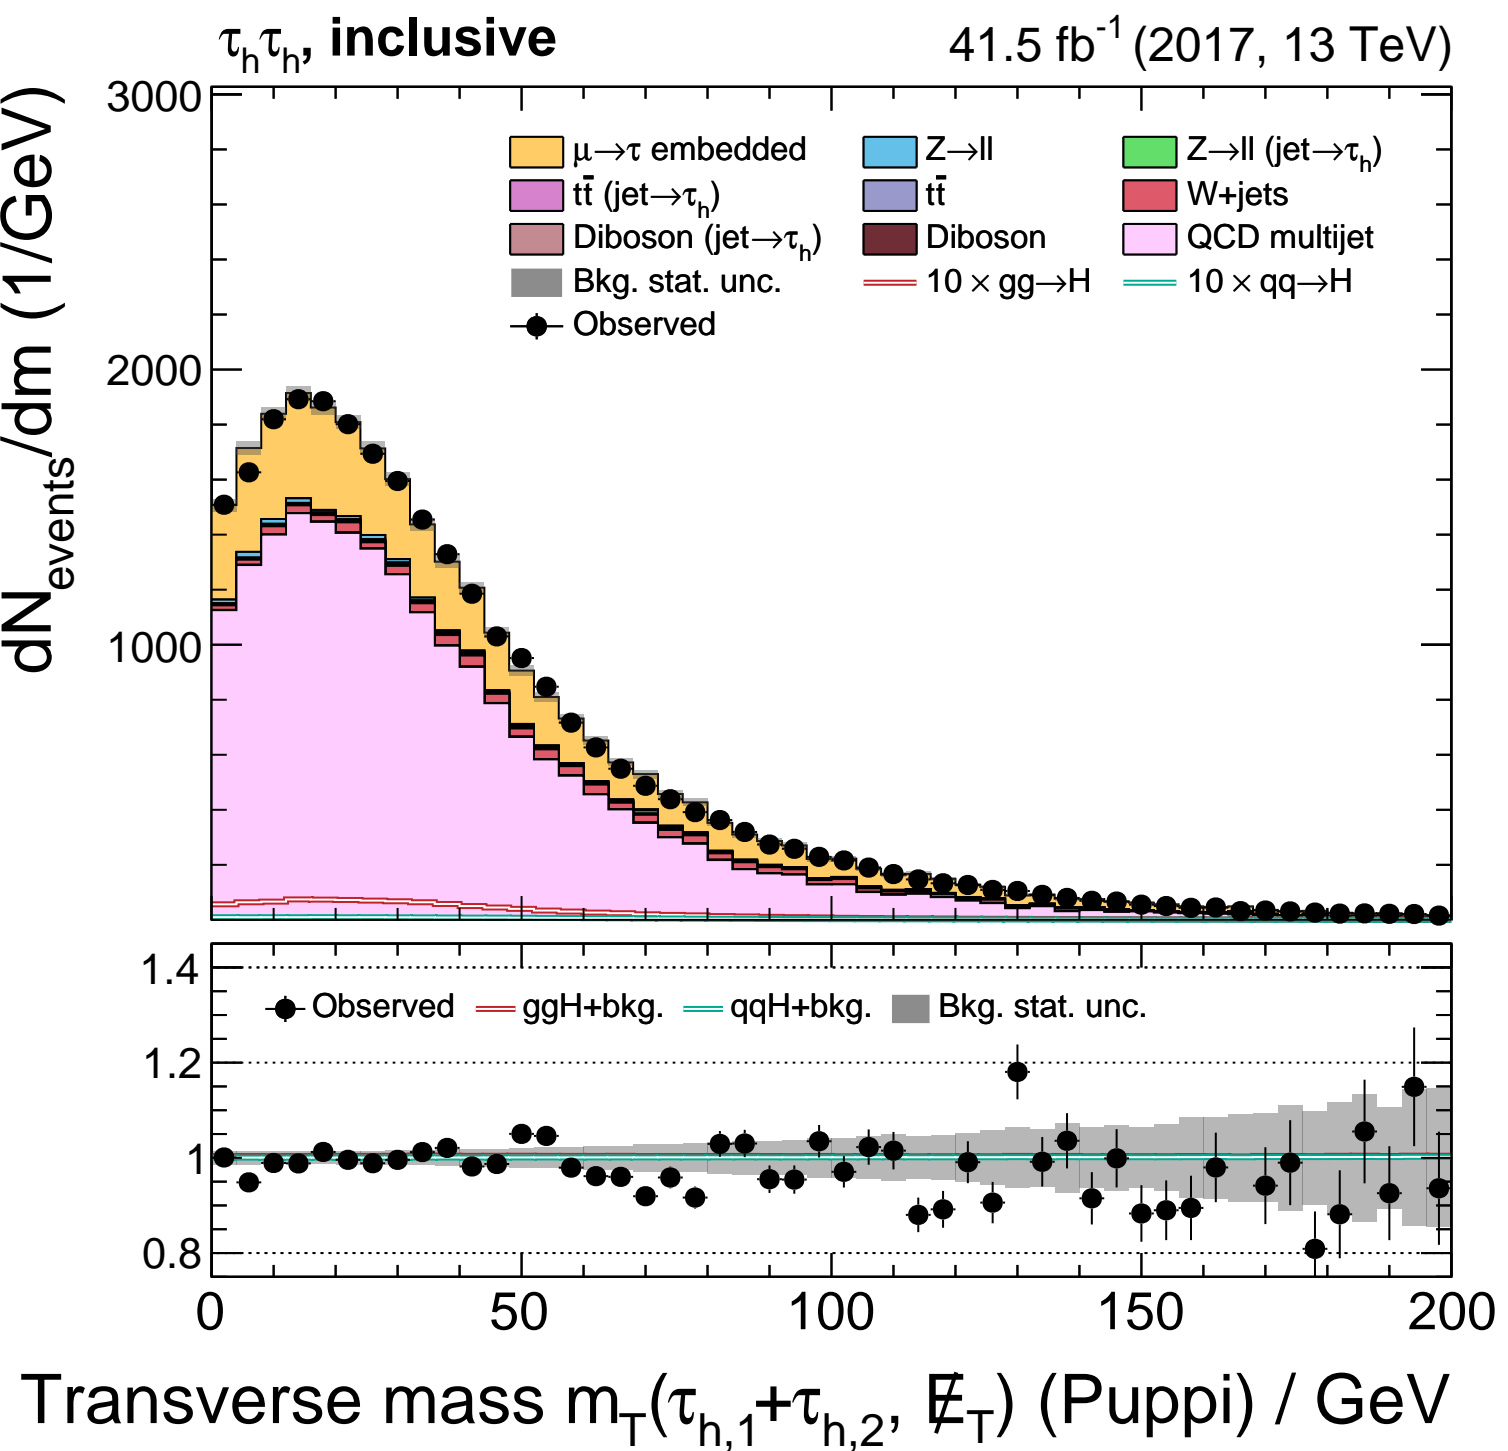 τhτh, inclusive 41.5 fb-1 (2017, 13 TeV)
dNevents/dm (1/GeV)
3000
2000
1000
μ→τ embedded Z→ll Z→ll (jet→τh)
tt̄ (jet→τh) tt̄ W+jets
Diboson (jet→τh) Diboson QCD multijet
Bkg. stat. unc. 10 × gg→H 10 × qq→H
Observed
1.4
1.2
1
0.8
Observed ggH+bkg. qqH+bkg. Bkg. stat. unc.
0 50 100 150 200
Transverse mass mT(τh,1+τh,2, E̸T) (Puppi) / GeV